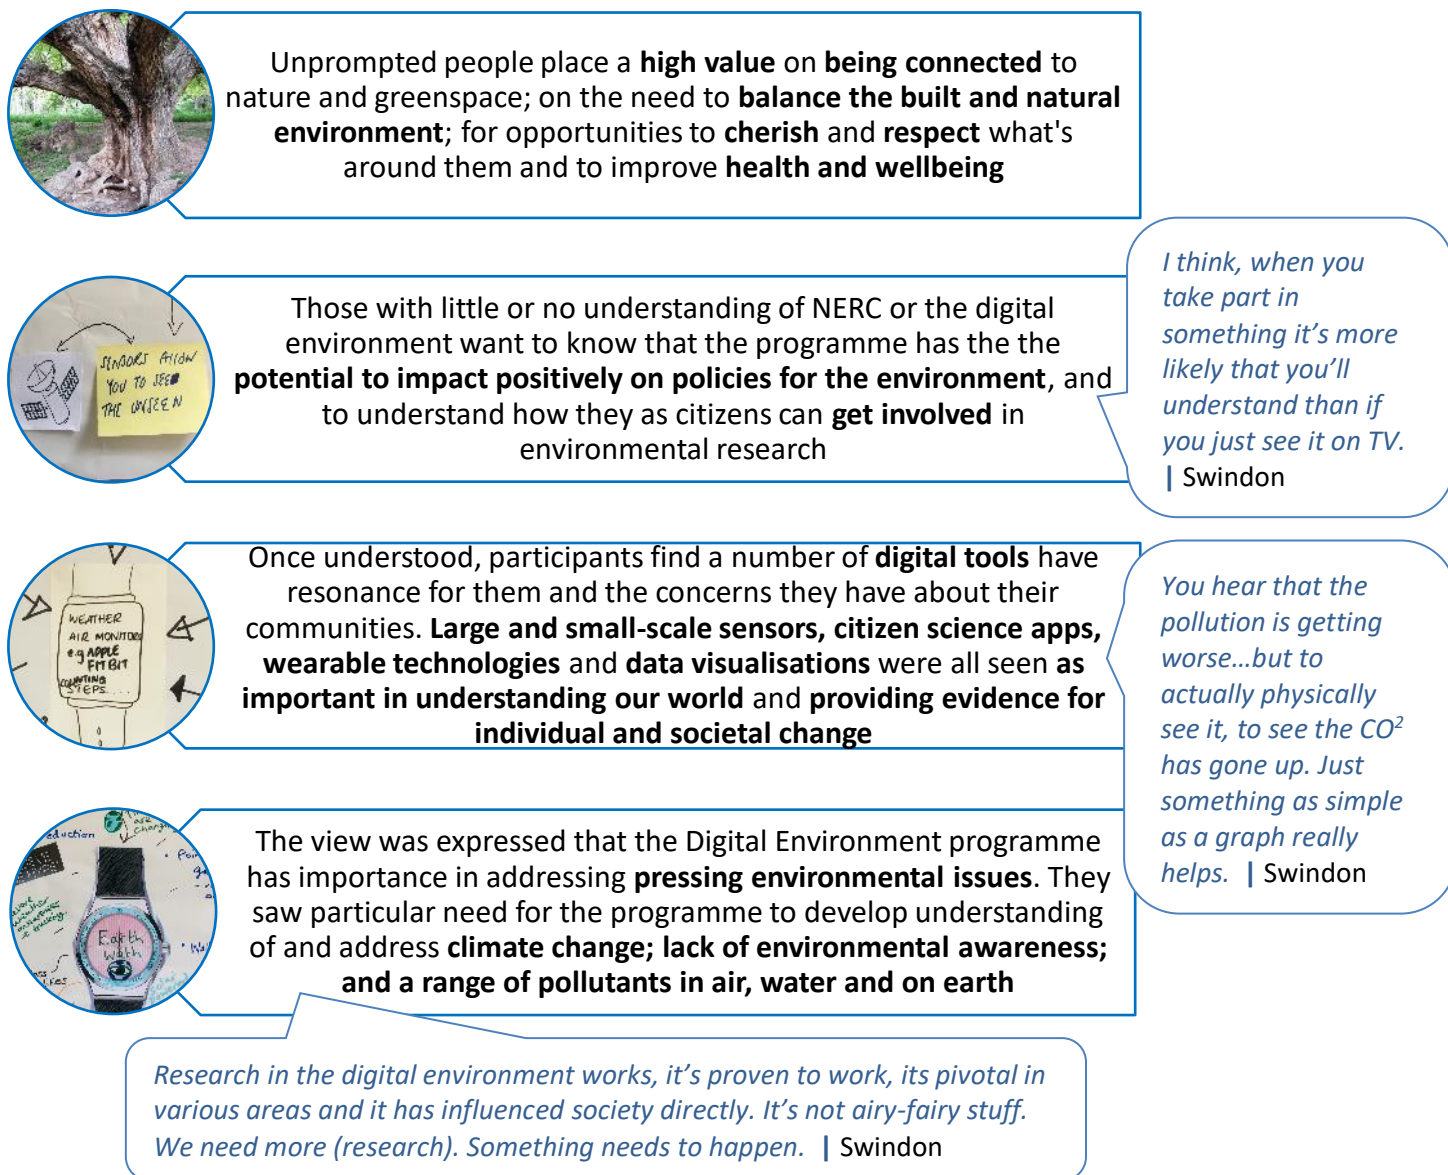 Unprompted people place a high value on being connected to
nature and greenspace; on the need to balance the built and natural
environment; for opportunities to cherish and respect what's
around them and to improve health and wellbeing
SENSORS AllOW
YOU TO SEE
THE UNSEEN
Those with little or no understanding of NERC or the digital
environment want to know that the programme has the the
potential to impact positively on policies for the environment, and
to understand how they as citizens can get involved in
environmental research
I think, when you
take part in
something it’s more
likely that you’ll
understand than if
you just see it on TV.
| Swindon
WEATHER
AIR MONITORS
e.g APPLE
FITBIT
COUNTING
STEPS....
Once understood, participants find a number of digital tools have
resonance for them and the concerns they have about their
communities. Large and small-scale sensors, citizen science apps,
wearable technologies and data visualisations were all seen as
important in understanding our world and providing evidence for
individual and societal change
You hear that the
pollution is getting
worse…but to
actually physically
see it, to see the CO²
has gone up. Just
something as simple
as a graph really
helps. | Swindon
are
Earth
The view was expressed that the Digital Environment programme
has importance in addressing pressing environmental issues. They
saw particular need for the programme to develop understanding
of and address climate change; lack of environmental awareness;
and a range of pollutants in air, water and on earth
Research in the digital environment works, it’s proven to work, its pivotal in
various areas and it has influenced society directly. It’s not airy-fairy stuff.
We need more (research). Something needs to happen. | Swindon